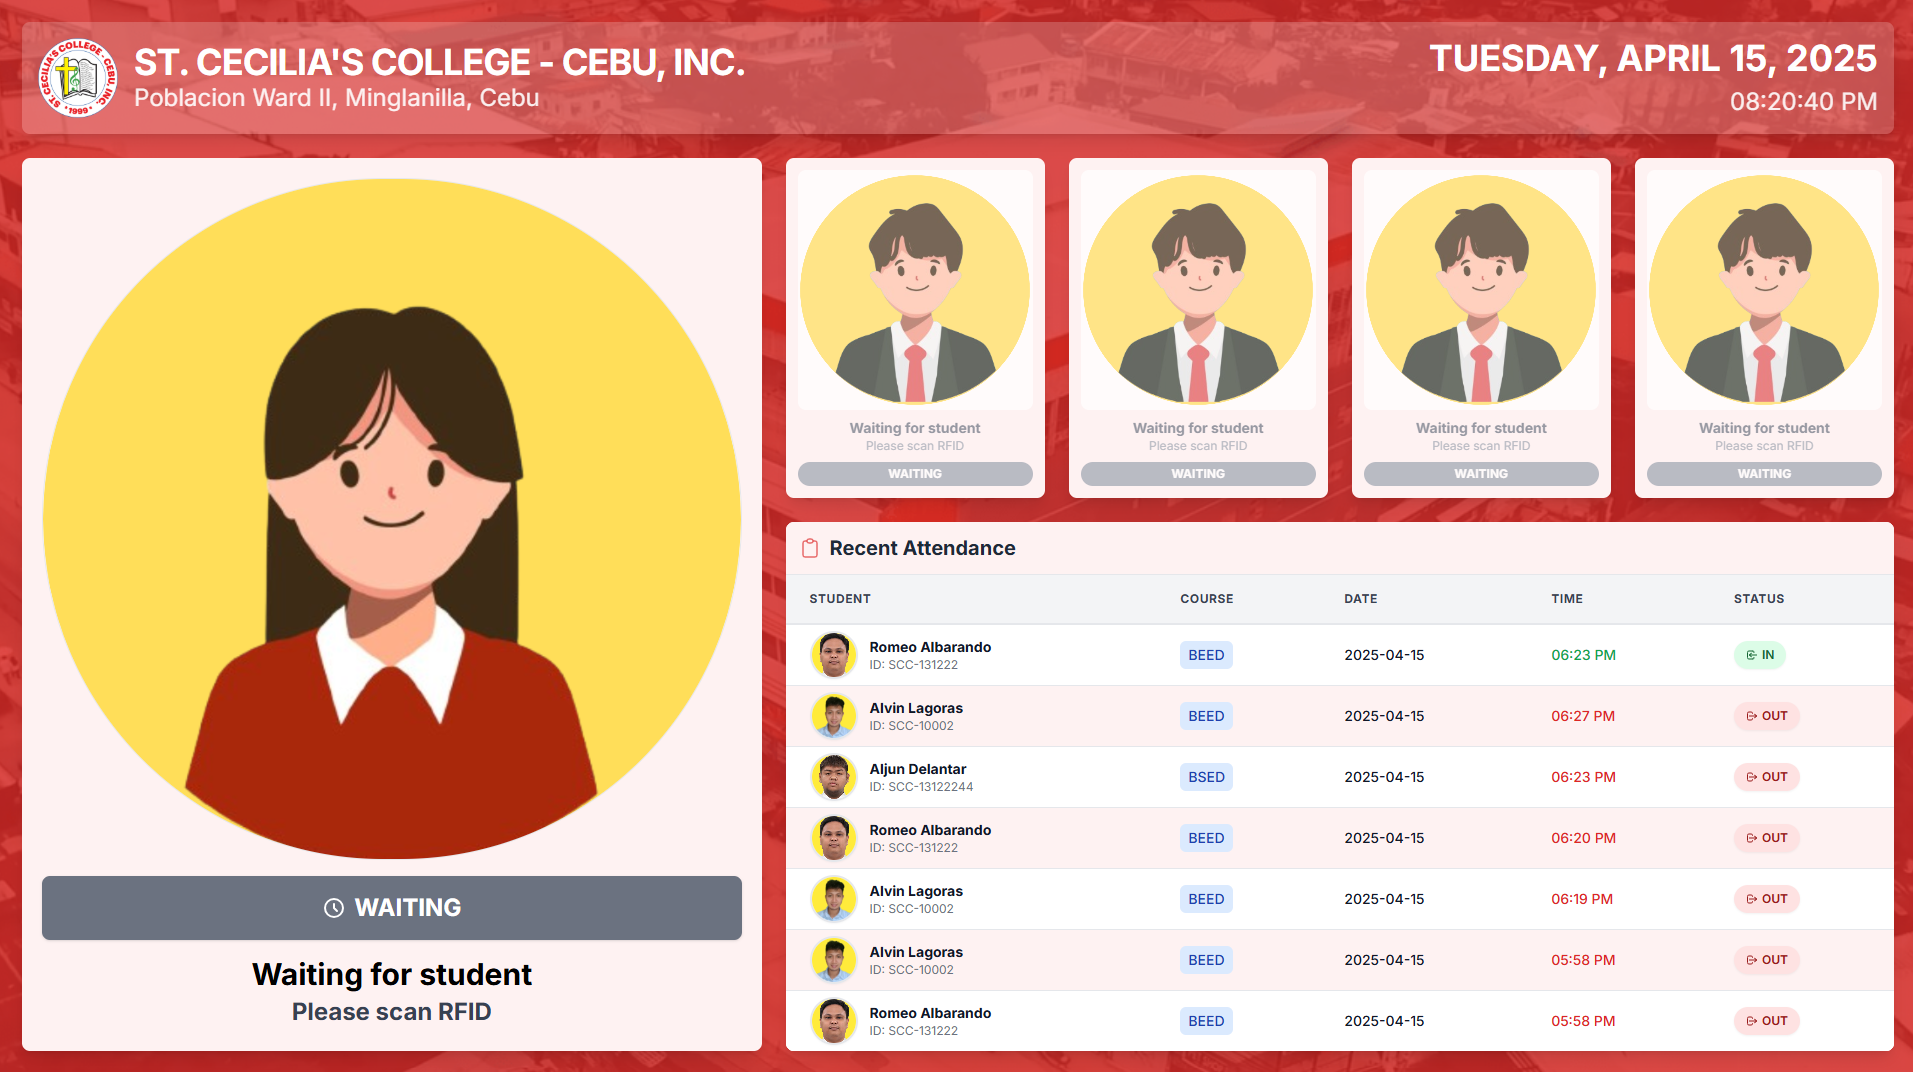 ST. CECILIA'S COLLEGE - CEBU, INC.
· 1999 ·
ST. CECILIA'S COLLEGE - CEBU, INC.
Poblacion Ward II, Minglanilla, Cebu
TUESDAY, APRIL 15, 2025
08:20:40 PM
WAITING
Waiting for student
Please scan RFID
Waiting for student
Please scan RFID
WAITING
Waiting for student
Please scan RFID
WAITING
Waiting for student
Please scan RFID
WAITING
Waiting for student
Please scan RFID
WAITING
Recent Attendance
STUDENT COURSE DATE TIME STATUS
Romeo Albarando
ID: SCC-131222
BEED 2025-04-15 06:23 PM IN
Alvin Lagoras
ID: SCC-10002
BEED 2025-04-15 06:27 PM OUT
Aljun Delantar
ID: SCC-13122244
BSED 2025-04-15 06:23 PM OUT
Romeo Albarando
ID: SCC-131222
BEED 2025-04-15 06:20 PM OUT
Alvin Lagoras
ID: SCC-10002
BEED 2025-04-15 06:19 PM OUT
Alvin Lagoras
ID: SCC-10002
BEED 2025-04-15 05:58 PM OUT
Romeo Albarando
ID: SCC-131222
BEED 2025-04-15 05:58 PM OUT